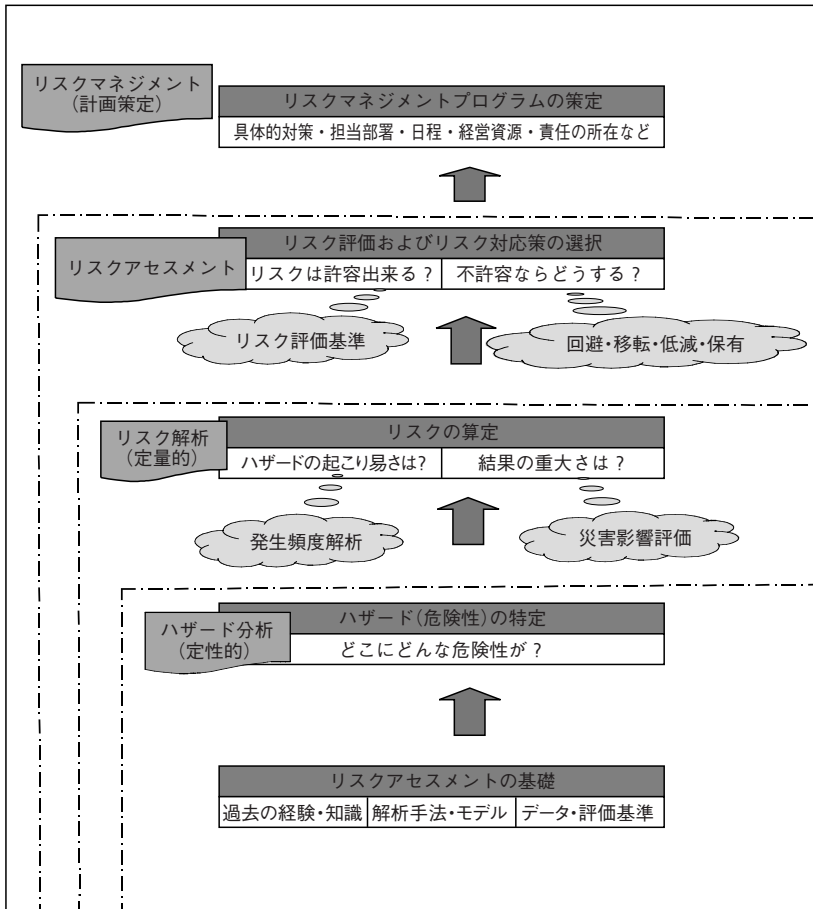 リスクマネジメント
(計画策定)
リスクマネジメントプログラムの策定
具体的対策・担当部署・日程・経営資源・責任の所在など
リスクアセスメント
リスク評価およびリスク対応策の選択
リスクは許容出来る？
不許容ならどうする？
リスク評価基準
回避・移転・低減・保有
リスク解析
(定量的)
リスクの算定
ハザードの起こり易さは？
結果の重大さは？
発生頻度解析
災害影響評価
ハザード分析
(定性的)
ハザード(危険性)の特定
どこにどんな危険性が？
リスクアセスメントの基礎
過去の経験・知識
解析手法・モデル
データ・評価基準